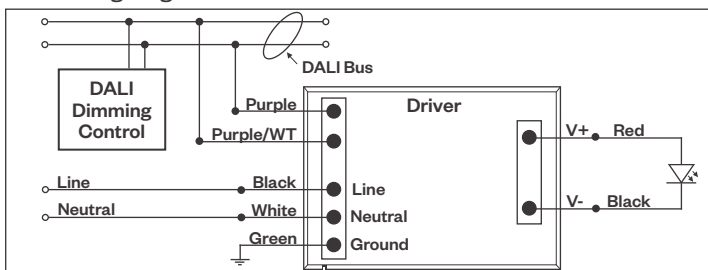 DALI Bus
DALI
Dimming
Control
Driver
Purple
Purple/WT
V+ Red
Line Black Line
Neutral White Neutral
V- Black
Green Ground